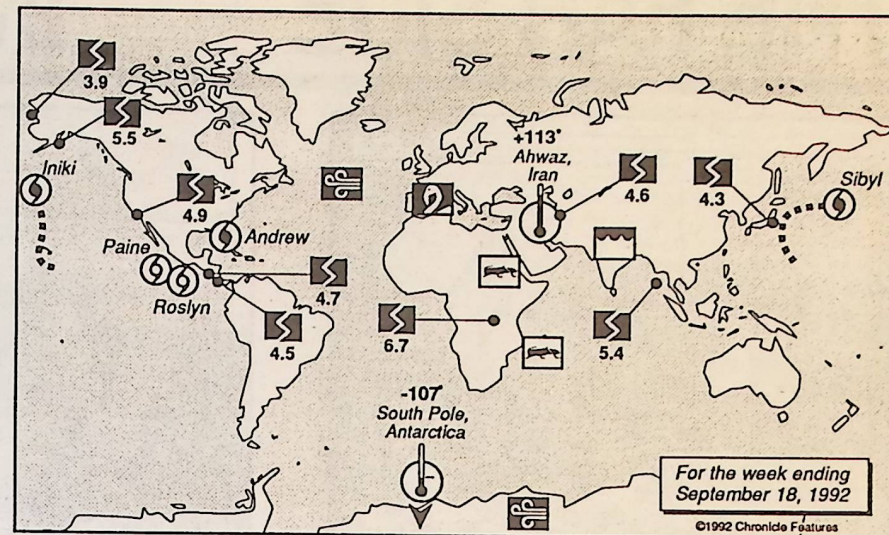 3.9
5.5
Iniki
4.9
Andrew
Paine
Roslyn
4.7
4.5
+113°
Ahwaz,
Iran
4.6
4.3
Sibyl
6.7
5.4
-107°
South Pole,
Antarctica
For the week ending
September 18, 1992
©1992 Chronicle Features